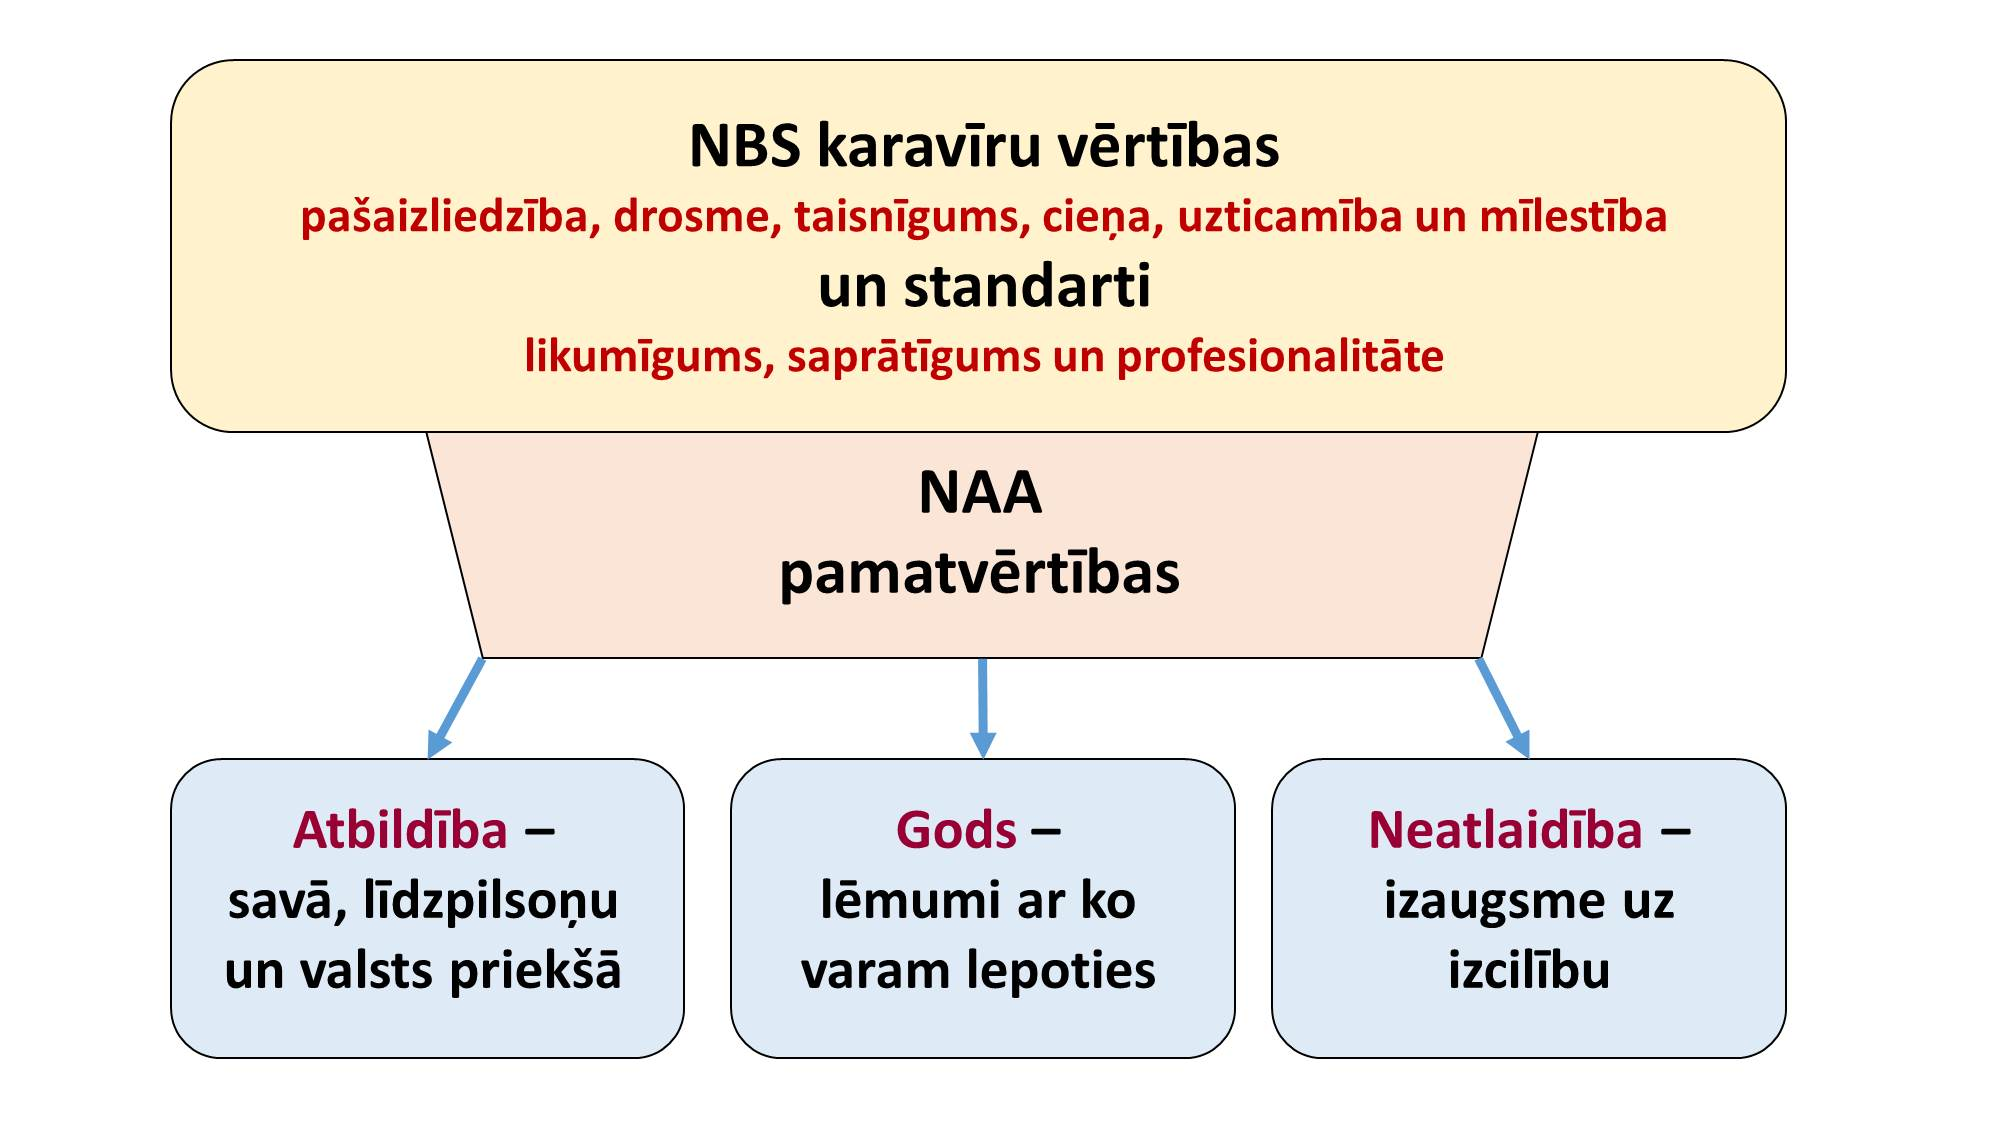 NBS karavīru vērtības
pašaizliedzība, drosme, taisnīgums, cieņa, uzticamība un mīlestība
un standarti
likumīgums, saprātīgums un profesionalitāte
NAA
pamatvērtības
Atbildība –
savā, līdzpilsoņu
un valsts priekšā
Gods –
lēmumi ar ko
varam lepoties
Neatlaidība –
izaugsme uz
izcilību